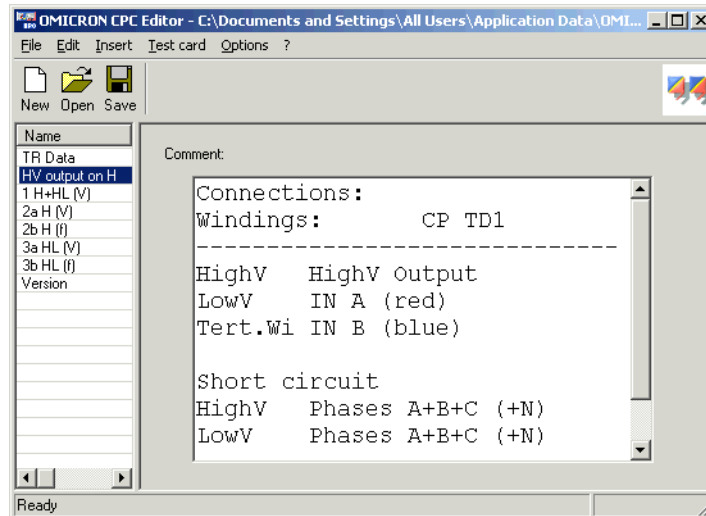 OMICRON CPC Editor - C:\Documents and Settings\All Users\Application Data\OMI...
File Edit Insert Test card Options ?
New Open Save
Name
TR Data
HV output on H
1 H+HL (V)
2a H (V)
2b H (f)
3a HL (V)
3b HL (f)
Version
Comment:
Connections:
Windings: CP TD1
------------------------------
HighV HighV Output
LowV IN A (red)
Tert.Wi IN B (blue)
Short circuit
HighV Phases A+B+C (+N)
LowV Phases A+B+C (+N)
Ready